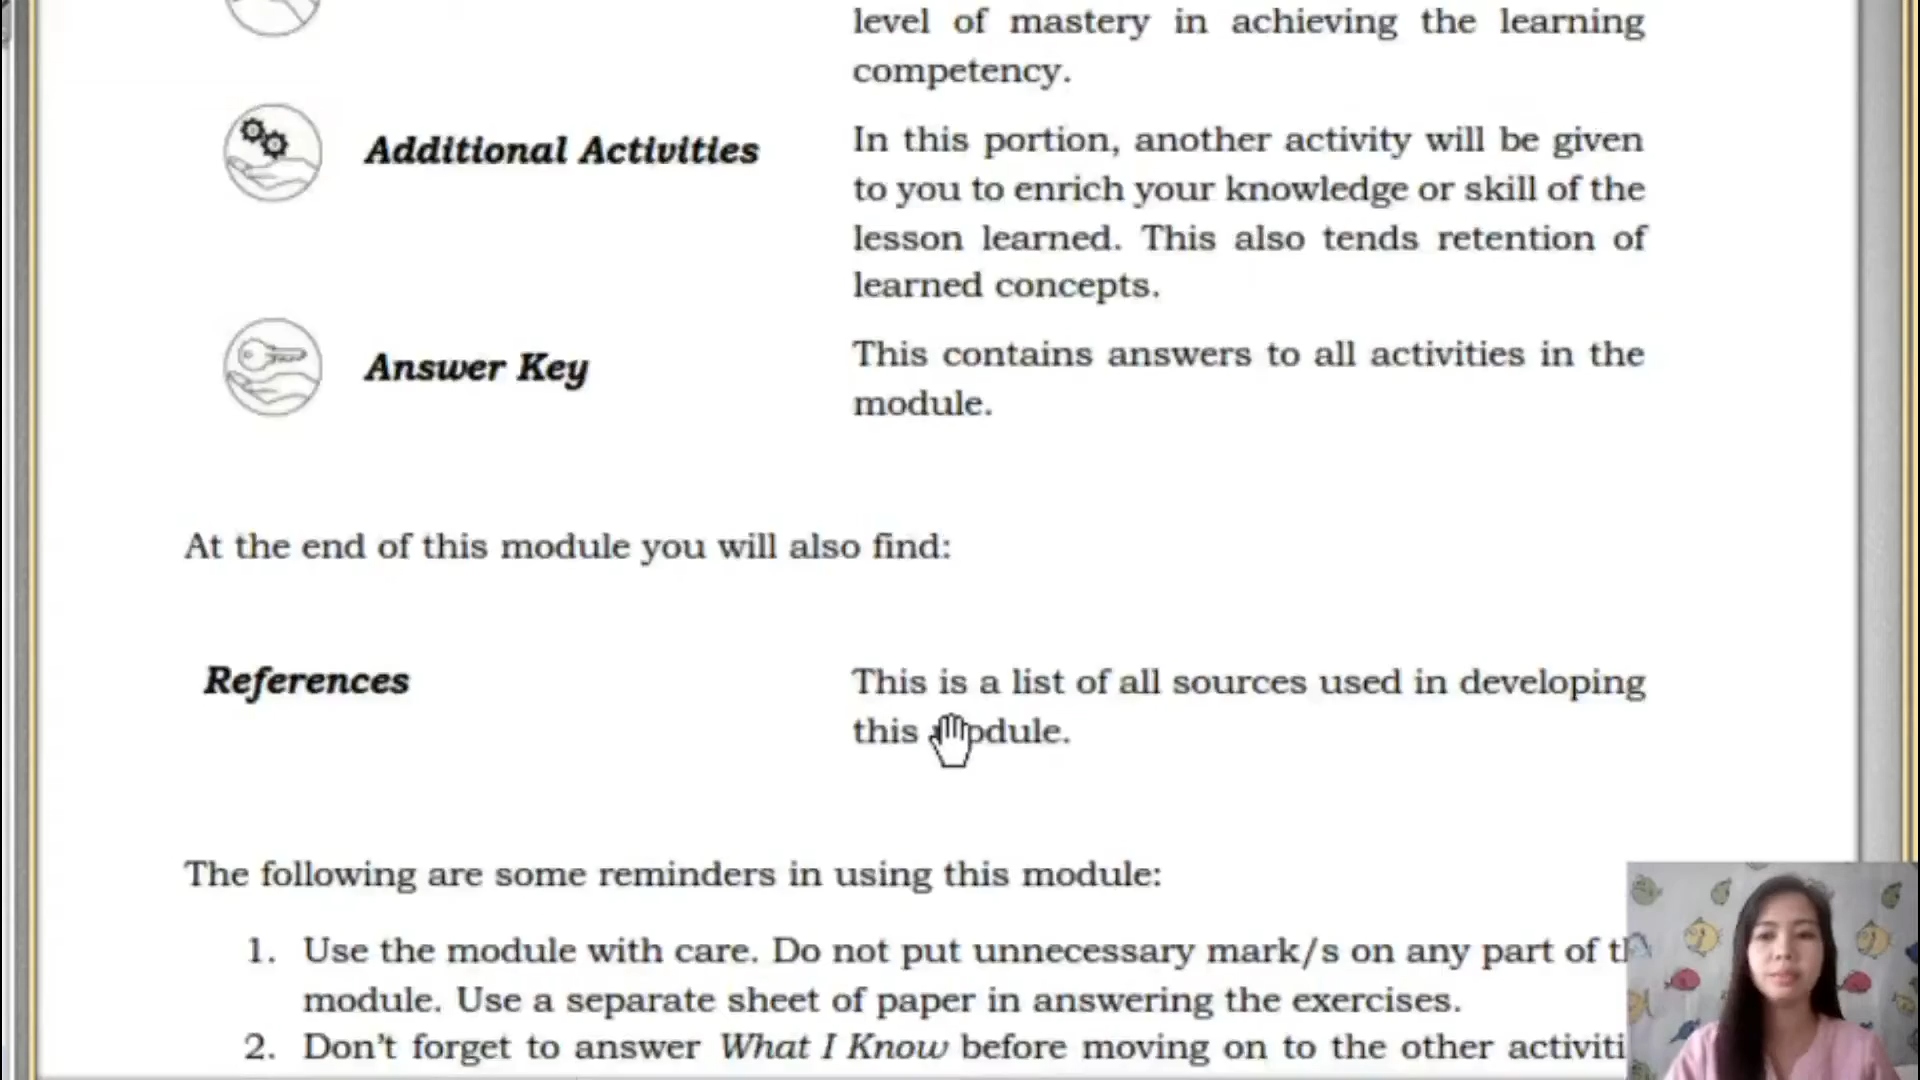 level of mastery in achieving the learning
competency.
Additional Activities
In this portion, another activity will be given
to you to enrich your knowledge or skill of the
lesson learned. This also tends retention of
learned concepts.
Answer Key
This contains answers to all activities in the
module.
At the end of this module you will also find:
References
This is a list of all sources used in developing
this module.
The following are some reminders in using this module:
1. Use the module with care. Do not put unnecessary mark/s on any part of
module. Use a separate sheet of paper in answering the exercises.
2. Don't forget to answer What I Know before moving on to the other